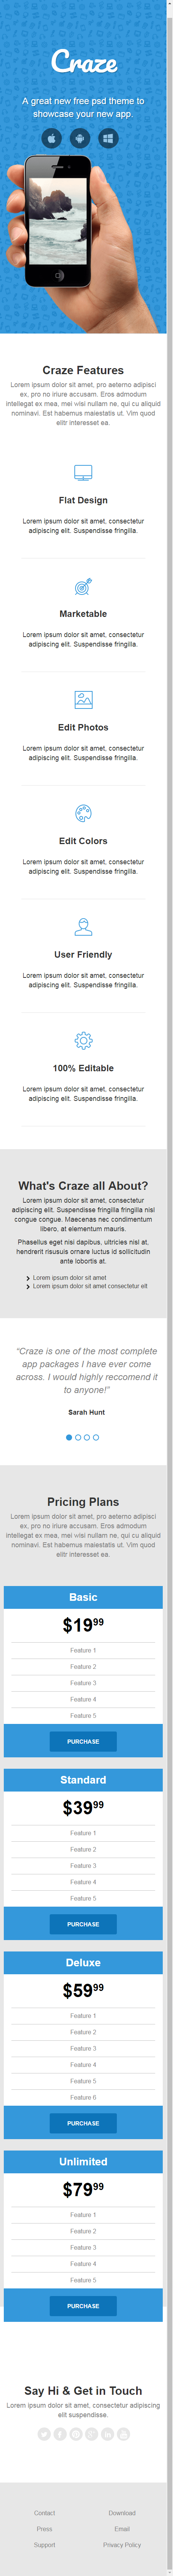 Craze
A great new free psd theme to
showcase your new app.
Craze Features
Lorem ipsum dolor sit amet, pro aeterno adipisci
ex, pro no iriure accusam. Eros admodum
intellegat ex mea, mel wisi nullam ne, qui cu aliquid
nominavi. Est habemus maiestatis ut. Vim quod
elitr interesset ea.
Flat Design
Lorem ipsum dolor sit amet, consectetur
adipiscing elit. Suspendisse fringilla.
Marketable
Lorem ipsum dolor sit amet, consectetur
adipiscing elit. Suspendisse fringilla.
Edit Photos
Lorem ipsum dolor sit amet, consectetur
adipiscing elit. Suspendisse fringilla.
Edit Colors
Lorem ipsum dolor sit amet, consectetur
adipiscing elit. Suspendisse fringilla.
User Friendly
Lorem ipsum dolor sit amet, consectetur
adipiscing elit. Suspendisse fringilla.
100% Editable
Lorem ipsum dolor sit amet, consectetur
adipiscing elit. Suspendisse fringilla.
What's Craze all About?
Lorem ipsum dolor sit amet, consectetur
adipiscing elit. Suspendisse fringilla fringilla nisl
congue congue. Maecenas nec condimentum
libero, at elementum mauris.
Phasellus eget nisi dapibus, ultricies nisl at,
hendrerit risusuis ornare luctus id sollicitudin
ante lobortis at.
Lorem ipsum dolor sit amet
Lorem ipsum dolor sit amet consectetur elt
“Craze is one of the most complete
app packages I have ever come
across. I would highly reccomend it
to anyone!”
Sarah Hunt
Pricing Plans
Lorem ipsum dolor sit amet, pro aeterno adipisci
ex, pro no iriure accusam. Eros admodum
intellegat ex mea, mel wisi nullam ne, qui cu aliquid
nominavi. Est habemus maiestatis ut. Vim quod
elitr interesset ea.
Basic
$19⁹⁹
Feature 1
Feature 2
Feature 3
Feature 4
Feature 5
PURCHASE
Standard
$39⁹⁹
Feature 1
Feature 2
Feature 3
Feature 4
Feature 5
PURCHASE
Deluxe
$59⁹⁹
Feature 1
Feature 2
Feature 3
Feature 4
Feature 5
Feature 6
PURCHASE
Unlimited
$79⁹⁹
Feature 1
Feature 2
Feature 3
Feature 4
Feature 5
PURCHASE
Say Hi & Get in Touch
Lorem ipsum dolor sit amet, consectetur adipiscing
elit suspendisse.
Contact Download
Press Email
Support Privacy Policy